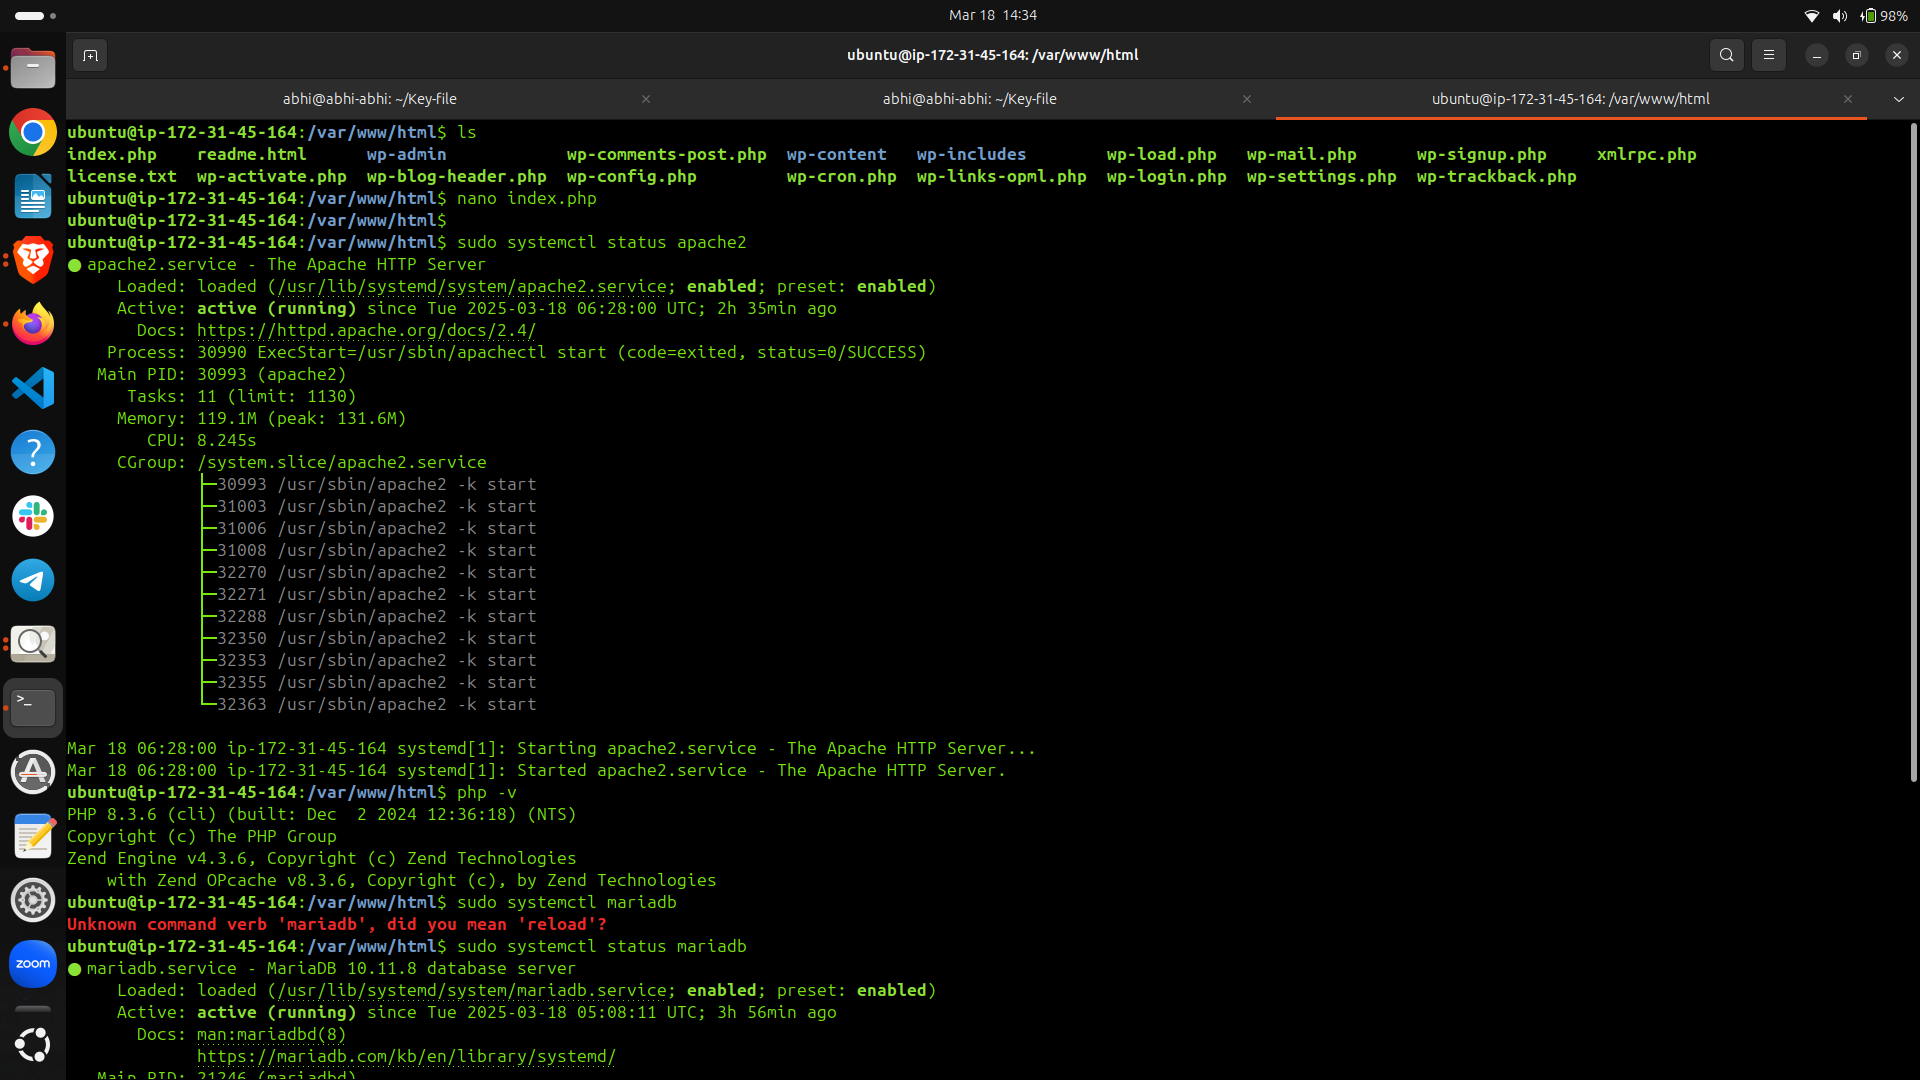 Mar 18 14:34
98%
ubuntu@ip-172-31-45-164: /var/www/html
abhi@abhi-abhi: ~/Key-file
abhi@abhi-abhi: ~/Key-file
ubuntu@ip-172-31-45-164: /var/www/html
ubuntu@ip-172-31-45-164:/var/www/html$ ls
index.php readme.html wp-admin wp-comments-post.php wp-content wp-includes wp-load.php wp-mail.php wp-signup.php xmlrpc.php
license.txt wp-activate.php wp-blog-header.php wp-config.php wp-cron.php wp-links-opml.php wp-login.php wp-settings.php wp-trackback.php
ubuntu@ip-172-31-45-164:/var/www/html$ nano index.php
ubuntu@ip-172-31-45-164:/var/www/html$
ubuntu@ip-172-31-45-164:/var/www/html$ sudo systemctl status apache2
● apache2.service - The Apache HTTP Server
Loaded: loaded (/usr/lib/systemd/system/apache2.service; enabled; preset: enabled)
Active: active (running) since Tue 2025-03-18 06:28:00 UTC; 2h 35min ago
Docs: https://httpd.apache.org/docs/2.4/
Process: 30990 ExecStart=/usr/sbin/apachectl start (code=exited, status=0/SUCCESS)
Main PID: 30993 (apache2)
Tasks: 11 (limit: 1130)
Memory: 119.1M (peak: 131.6M)
CPU: 8.245s
CGroup: /system.slice/apache2.service
├─30993 /usr/sbin/apache2 -k start
├─31003 /usr/sbin/apache2 -k start
├─31006 /usr/sbin/apache2 -k start
├─31008 /usr/sbin/apache2 -k start
├─32270 /usr/sbin/apache2 -k start
├─32271 /usr/sbin/apache2 -k start
├─32288 /usr/sbin/apache2 -k start
├─32350 /usr/sbin/apache2 -k start
├─32353 /usr/sbin/apache2 -k start
├─32355 /usr/sbin/apache2 -k start
└─32363 /usr/sbin/apache2 -k start
Mar 18 06:28:00 ip-172-31-45-164 systemd[1]: Starting apache2.service - The Apache HTTP Server...
Mar 18 06:28:00 ip-172-31-45-164 systemd[1]: Started apache2.service - The Apache HTTP Server.
ubuntu@ip-172-31-45-164:/var/www/html$ php -v
PHP 8.3.6 (cli) (built: Dec  2 2024 12:36:18) (NTS)
Copyright (c) The PHP Group
Zend Engine v4.3.6, Copyright (c) Zend Technologies
with Zend OPcache v8.3.6, Copyright (c), by Zend Technologies
ubuntu@ip-172-31-45-164:/var/www/html$ sudo systemctl mariadb
Unknown command verb 'mariadb', did you mean 'reload'?
ubuntu@ip-172-31-45-164:/var/www/html$ sudo systemctl status mariadb
● mariadb.service - MariaDB 10.11.8 database server
Loaded: loaded (/usr/lib/systemd/system/mariadb.service; enabled; preset: enabled)
Active: active (running) since Tue 2025-03-18 05:08:11 UTC; 3h 56min ago
Docs: man:mariadbd(8)
https://mariadb.com/kb/en/library/systemd/
Main PID: 21246 (mariadbd)
zoom